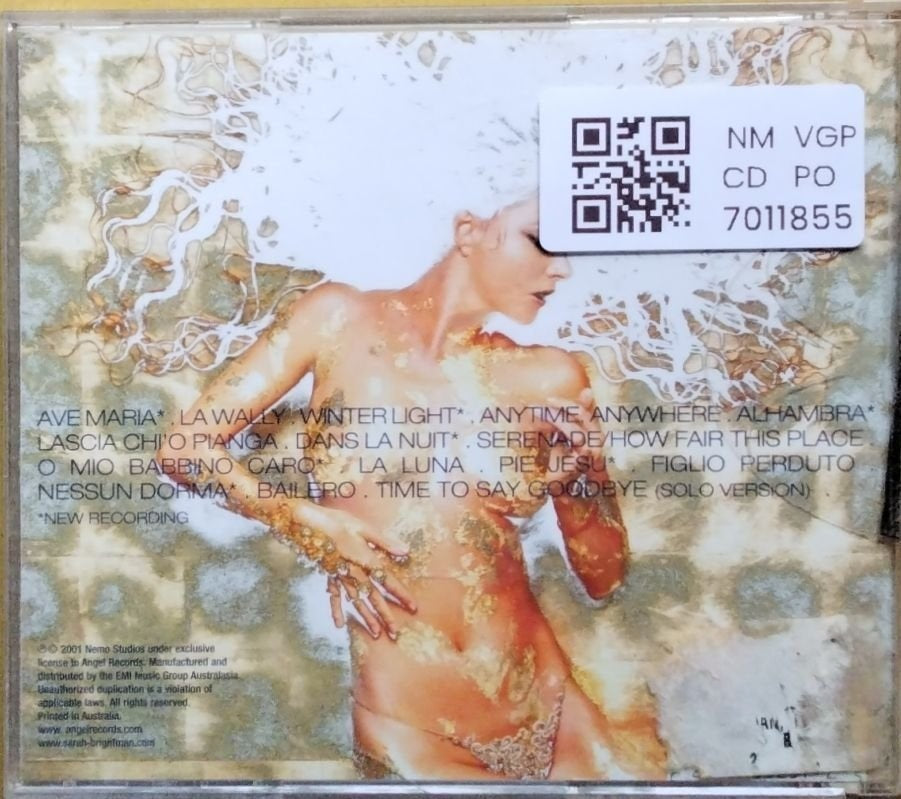 NM VGP
CD PO
7011855
AVE MARIA* . LA WALLY . WINTER LIGHT* . ANYTIME ANYWHERE . ALHAMBRA*
LASCIA CHI'O PIANGA . DANS LA NUIT* . SERENADE/HOW FAIR THIS PLACE
O MIO BABBINO CARO* . LA LUNA . PIE JESU* . FIGLIO PERDUTO
NESSUN DORMA* . BAILERO . TIME TO SAY GOODBYE (SOLO VERSION)
*NEW RECORDING
℗ © 2001 Nemo Studios under exclusive
license to Angel Records. Manufactured and
distributed by the EMI Music Group Australasia.
Unauthorized duplication is a violation of
applicable laws. All rights reserved.
Printed in Australia.
www.angelrecords.com
www.sarah-brightman.com